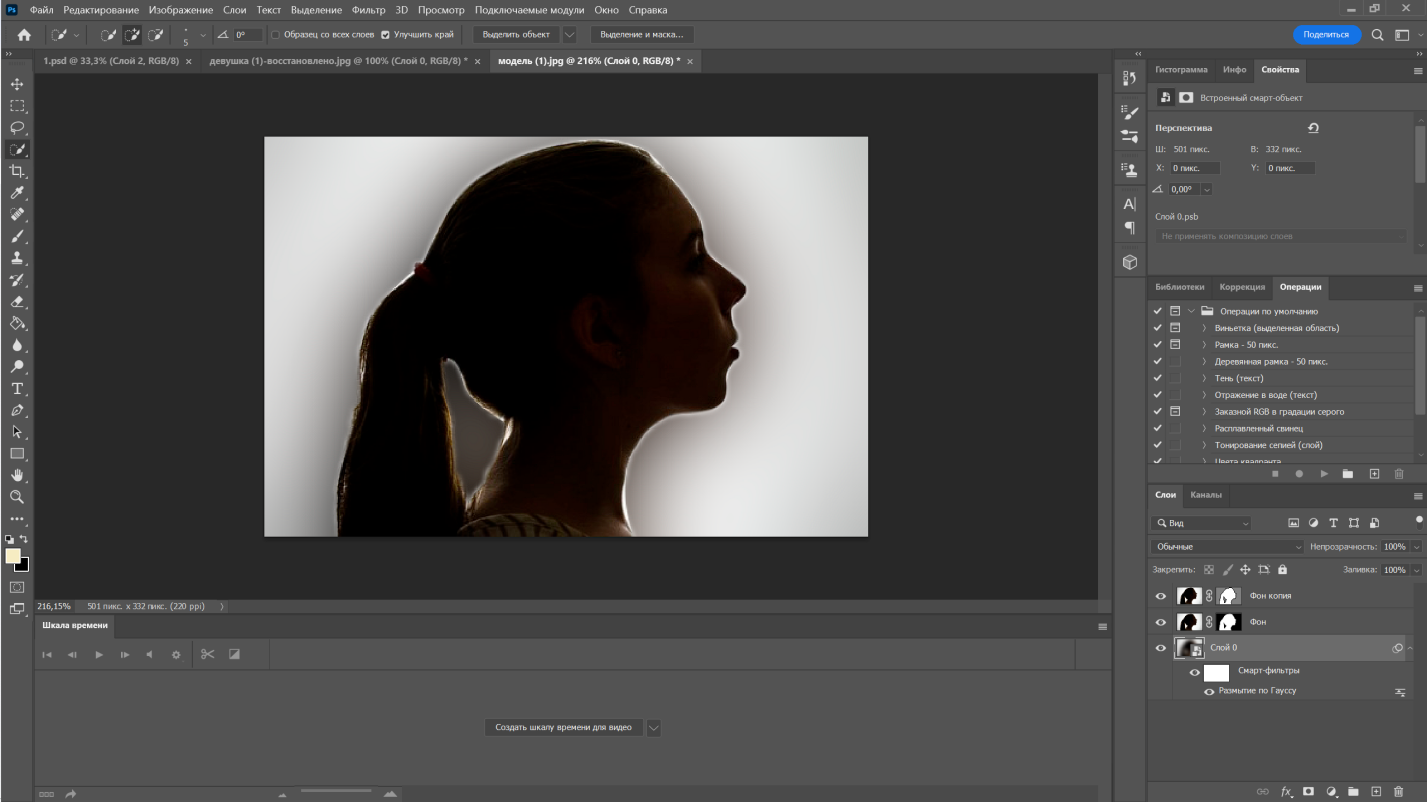 Ps Файл Редактирование Изображение Слои Текст Выделение Фильтр 3D Просмотр Подключаемые модули Окно Справка
5 0° Образец со всех слоев Улучшить край Выделить объект Выделение и маска... Поделиться
1.psd @ 33,3% (Слой 2, RGB/8) × девушка (1)-восстановлено.jpg @ 100% (Слой 0, RGB/8) * × модель (1).jpg @ 216% (Слой 0, RGB/8) * ×
Гистограмма Инфо Свойства
Встроенный смарт-объект
Перспектива
Ш: 501 пикс. В: 332 пикс.
X: 0 пикс. Y: 0 пикс.
0,00°
Слой 0.psb
Не применять композицию слоев
Библиотеки Коррекция Операции
Операции по умолчанию
Виньетка (выделенная область)
Рамка - 50 пикс.
Деревянная рамка - 50 пикс.
Тень (текст)
Отражение в воде (текст)
Заказной RGB в градации серого
Расплавленный свинец
Тонирование сепией (слой)
Цвета квадранта
Слои Каналы
Вид
Обычные Непрозрачность: 100%
Закрепить: Заливка: 100%
Фон копия
Фон
Слой 0
Смарт-фильтры
Размытие по Гауссу
fx
216,15% 501 пикс. x 332 пикс. (220 ppi)
Шкала времени
Создать шкалу времени для видео